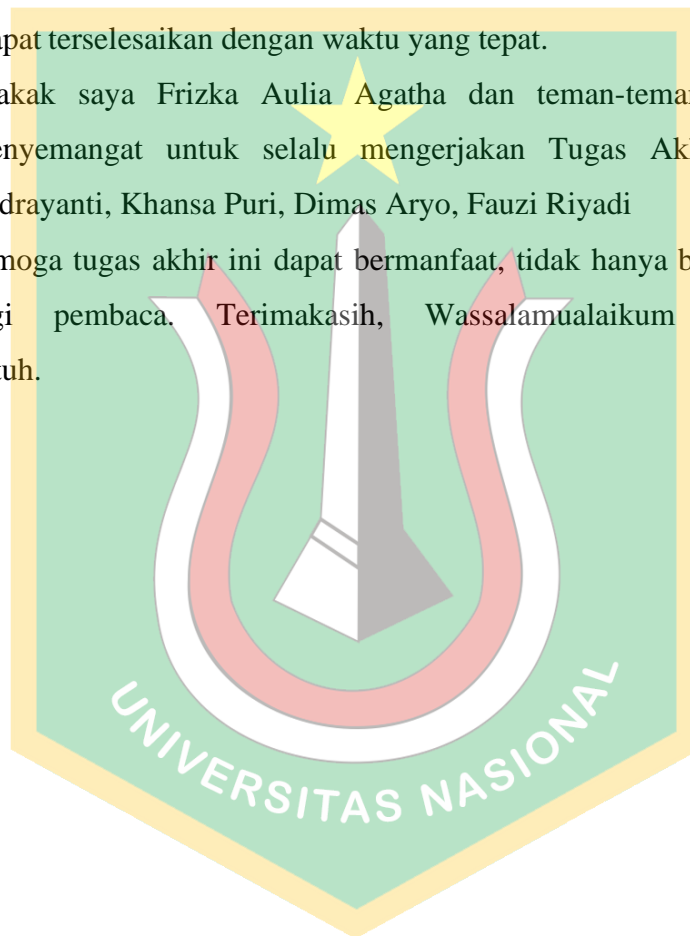 apat terselesaikan dengan waktu yang tepat.
akak saya Frizka Aulia Agatha dan teman-teman
enyemangat untuk selalu mengerjakan Tugas Ak
drayanti, Khansa Puri, Dimas Aryo, Fauzi Riyadi
moga tugas akhir ini dapat bermanfaat, tidak hanya b
gi pembaca. Terimakasih, Wassalamualaikum
tuh.
UNIVERSITAS NASIONAL